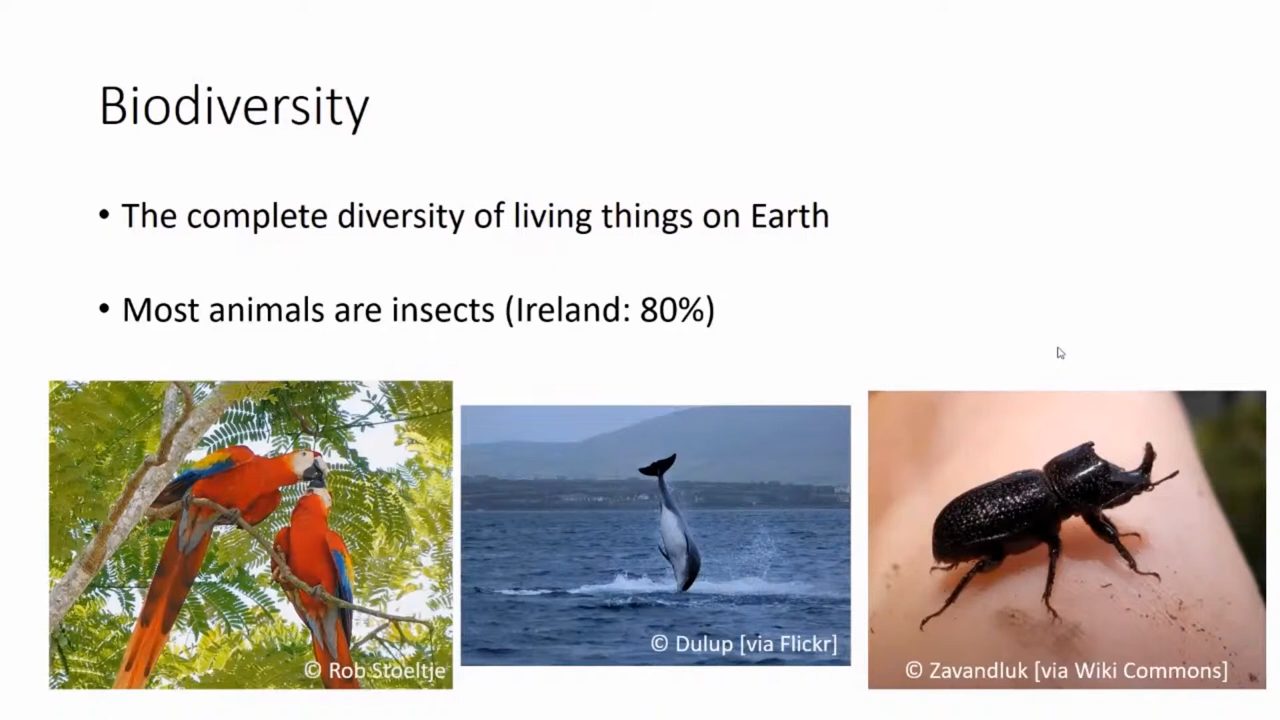 Biodiversity
• The complete diversity of living things on Earth
• Most animals are insects (Ireland: 80%)
© Rob Stoeltje
© Dulup [via Flickr]
© Zavandluk [via Wiki Commons]